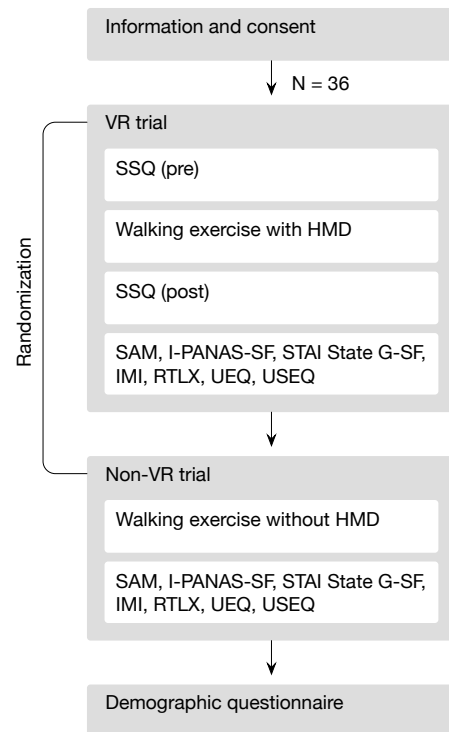 Information and consent
N = 36
Randomization
VR trial
SSQ (pre)
Walking exercise with HMD
SSQ (post)
SAM, I-PANAS-SF, STAI State G-SF,
IMI, RTLX, UEQ, USEQ
Non-VR trial
Walking exercise without HMD
SAM, I-PANAS-SF, STAI State G-SF,
IMI, RTLX, UEQ, USEQ
Demographic questionnaire